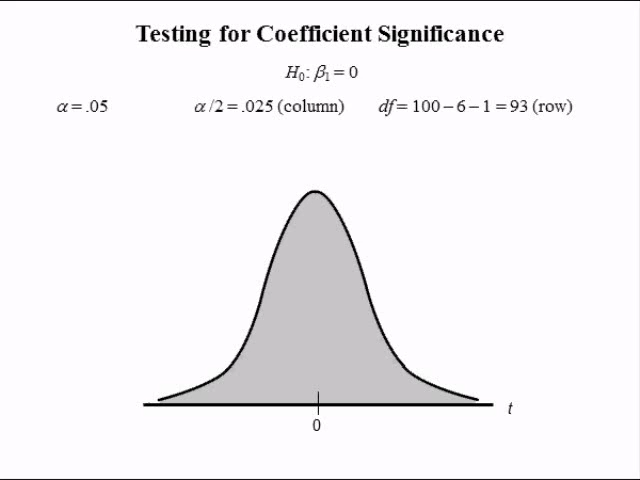 Testing for Coefficient Significance
H₀: β₁ = 0
α = .05 α/2 = .025 (column) df = 100 – 6 – 1 = 93 (row)
t
0